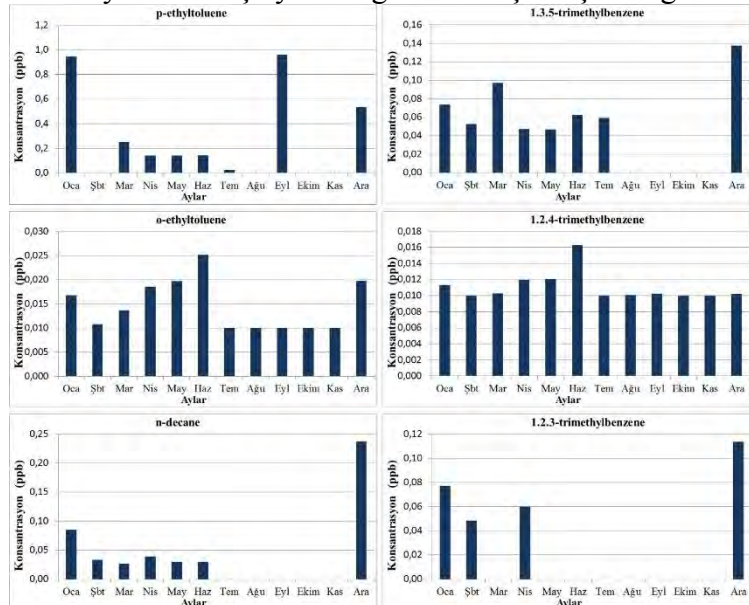 p-ethyltoluene
Konsantrasyon (ppb)
1,2
1,0
0,8
0,6
0,4
0,2
0,0
Oca Şbt Mar Nis May Haz Tem Ağu Eyl Ekim Kas Ara
Aylar
1.3.5-trimethylbenzene
Konsantrasyon (ppb)
0,16
0,14
0,12
0,10
0,08
0,06
0,04
0,02
0,00
Oca Şbt Mar Nis May Haz Tem Ağu Eyl Ekim Kas Ara
Aylar
o-ethyltoluene
Konsantrasyon (ppb)
0,030
0,025
0,020
0,015
0,010
0,005
0,000
Oca Şbt Mar Nis May Haz Tem Ağu Eyl Ekim Kas Ara
Aylar
1.2.4-trimethylbenzene
Konsantrasyon (ppb)
0,018
0,016
0,014
0,012
0,010
0,008
0,006
0,004
0,002
0,000
Oca Şbt Mar Nis May Haz Tem Ağu Eyl Ekim Kas Ara
Aylar
n-decane
Konsantrasyon (ppb)
0,25
0,20
0,15
0,10
0,05
0,00
Oca Şbt Mar Nis May Haz Tem Ağu Eyl Ekim Kas Ara
Aylar
1.2.3-trimethylbenzene
Konsantrasyon (ppb)
0,12
0,10
0,08
0,06
0,04
0,02
0,00
Oca Şbt Mar Nis May Haz Tem Ağu Eyl Ekim Kas Ara
Aylar